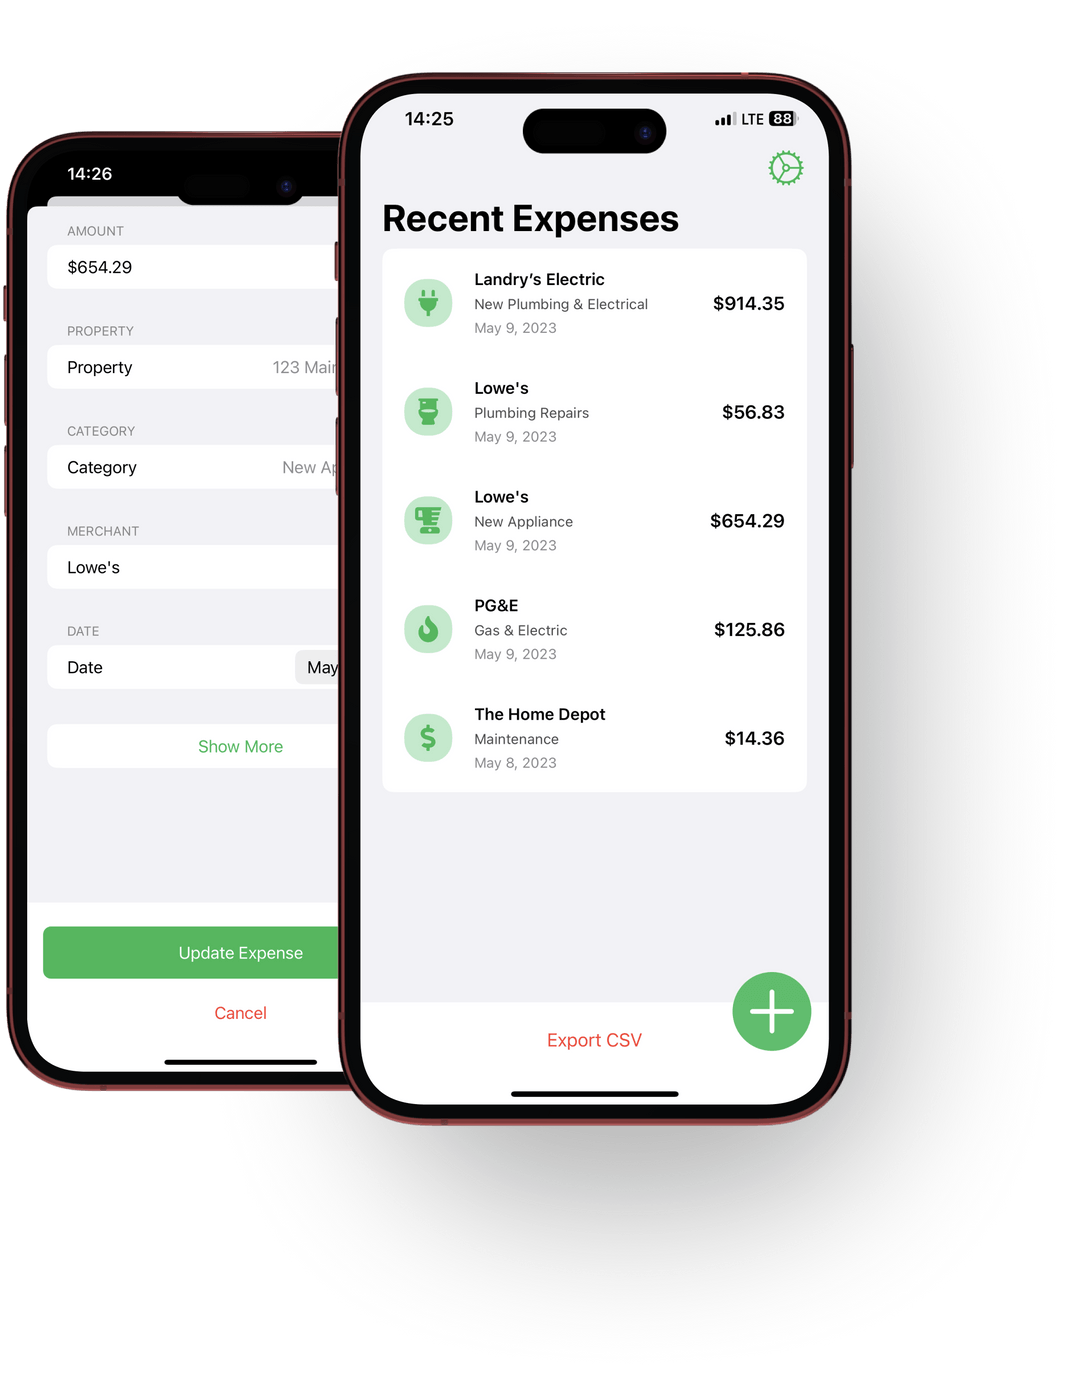 14:26
AMOUNT
$654.29
PROPERTY
Property 123 Main
CATEGORY
Category New
MERCHANT
Lowe's
DATE
Date May
Show More
Update Expense
Cancel
14:25 LTE 88
Recent Expenses
Landry’s Electric
New Plumbing & Electrical $914.35
May 9, 2023
Lowe's
Plumbing Repairs $56.83
May 9, 2023
Lowe's
New Appliance $654.29
May 9, 2023
PG&E
Gas & Electric $125.86
May 9, 2023
The Home Depot
Maintenance $14.36
May 8, 2023
Export CSV